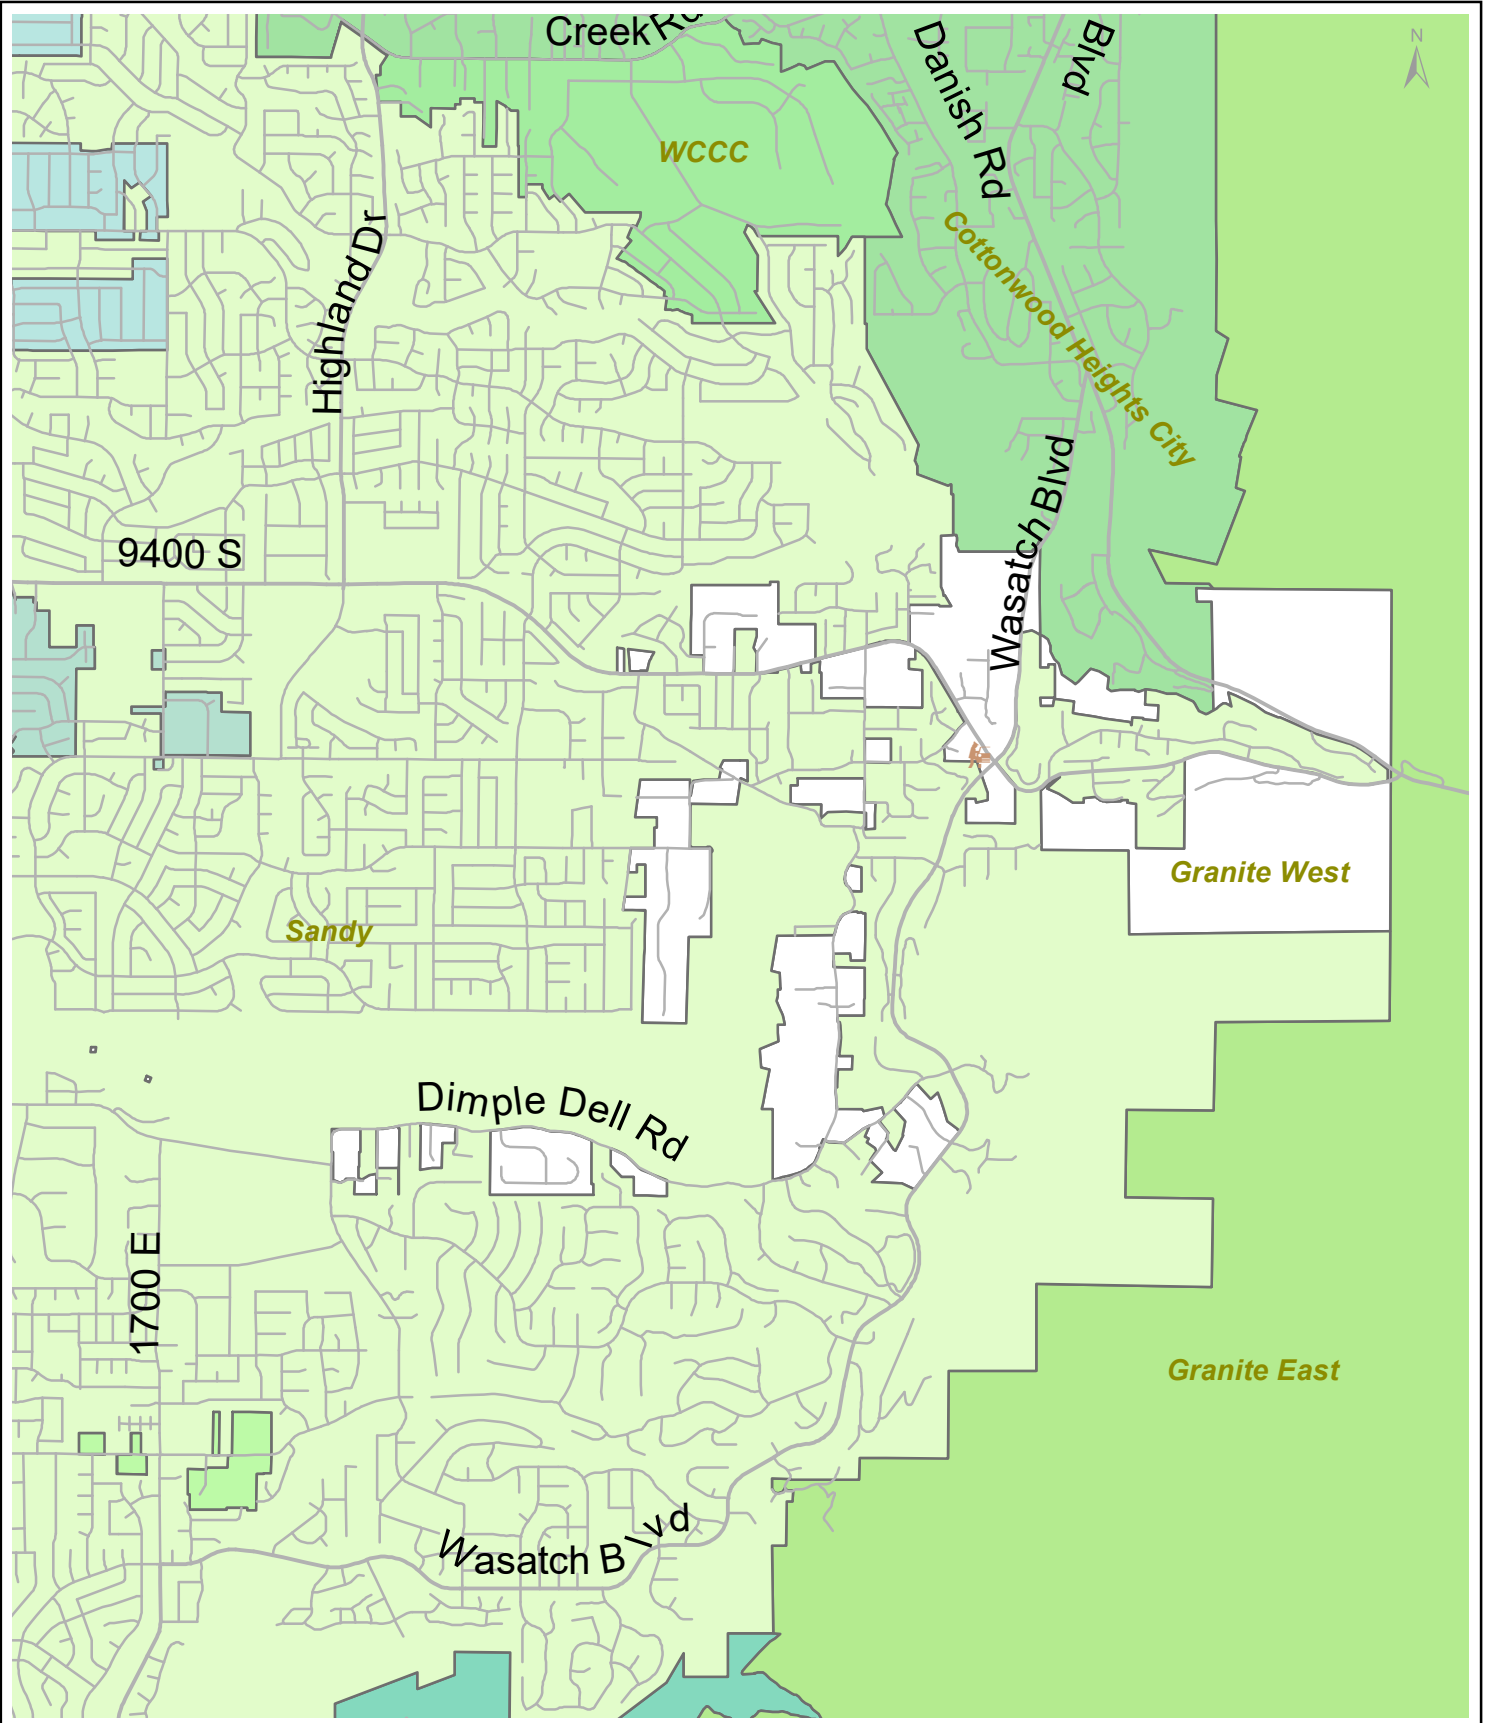 Creek Rd
Danish Rd
Blvd
N
WCCC
Cottonwood Heights City
Highland Dr
Wasatch Blvd
9400 S
Granite West
Sandy
Dimple Dell Rd
1700 E
Granite East
Wasatch Blvd